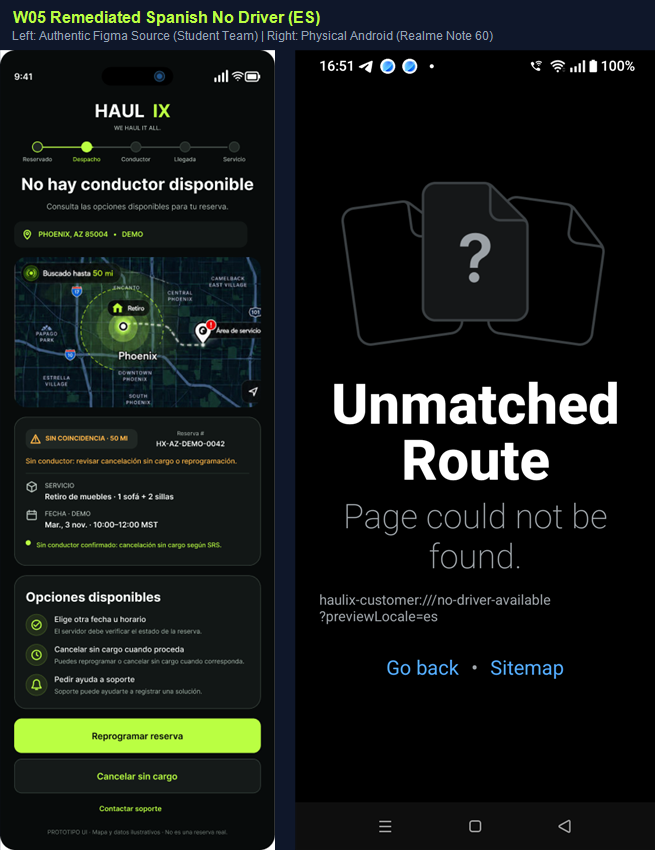 W05 Remediated Spanish No Driver (ES)
Left: Authentic Figma Source (Student Team) | Right: Physical Android (Realme Note 60)
9:41
HAUL IX
WE HAUL IT ALL.
Reservado Despacho Conductor Llegada Servicio
No hay conductor disponible
Consulta las opciones disponibles para tu reserva.
PHOENIX, AZ 85004 • DEMO
Buscado hasta 50 mi
ENCANTO
CAMELBACK
EAST VILLAGE
17
CENTRAL
PHOENIX
Retiro
101
PAPAGO
PARK
Área de servicio
Phoenix
10
DOWNTOWN
PHOENIX
ESTRELLA
VILLAGE
SOUTH
PHOENIX
SIN COINCIDENCIA · 50 MI
Reserva #
HX-AZ-DEMO-0042
Sin conductor: revisar cancelación sin cargo o reprogramación.
SERVICIO
Retiro de muebles · 1 sofá + 2 sillas
FECHA · DEMO
Mar., 3 nov. · 10:00–12:00 MST
Sin conductor confirmado: cancelación sin cargo según SRS.
Opciones disponibles
Elige otra fecha u horario
El servidor debe verificar el estado de la reserva.
Cancelar sin cargo cuando proceda
Puedes reprogramar o cancelar sin cargo cuando corresponda.
Pedir ayuda a soporte
Soporte puede ayudarte a registrar una solución.
Reprogramar reserva
Cancelar sin cargo
Contactar soporte
PROTOTIPO UI · Mapa y datos ilustrativos · No es una reserva real.
16:51
100%
?
Unmatched
Route
Page could not be
found.
haulix-customer:///no-driver-available
?previewLocale=es
Go back • Sitemap